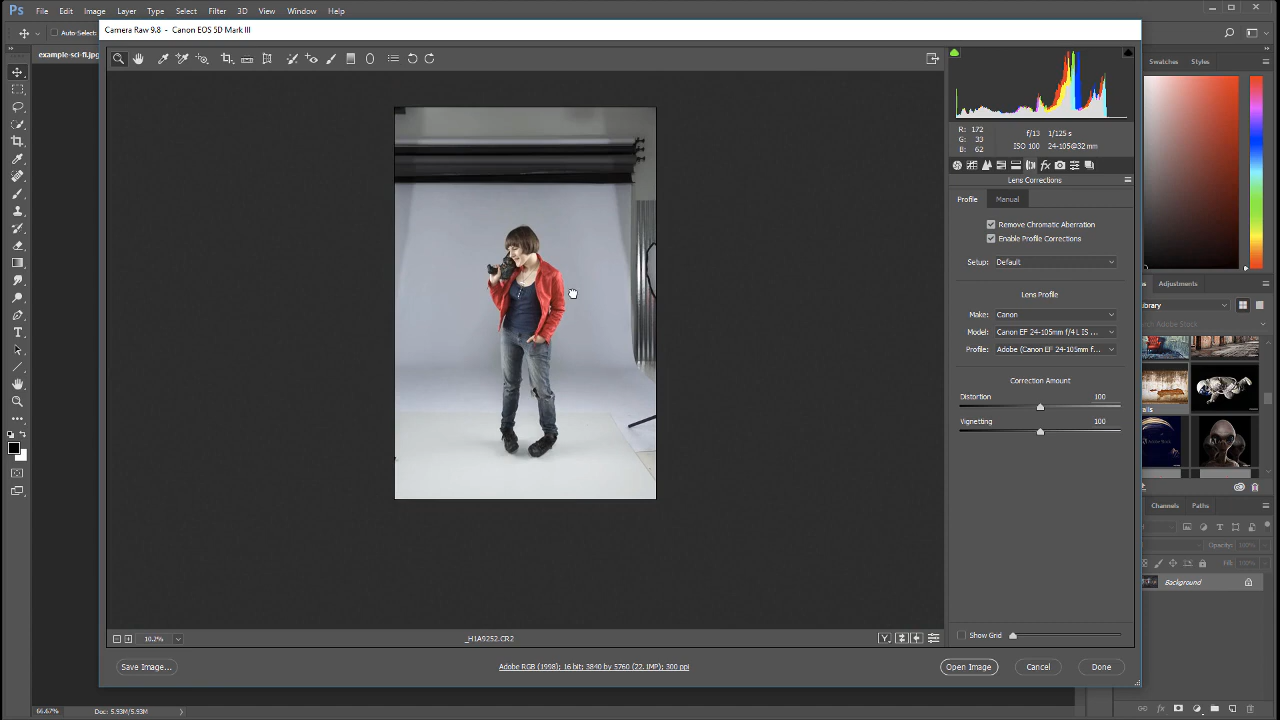 Ps File Edit Image Layer Type Select Filter 3D View Window Help
Camera Raw 9.8 - Canon EOS 5D Mark III
Auto-Select:
example-sci-fi.jpg
Swatches Styles
R: 172
G: 33
B: 62
f/13 1/125 s
ISO 100 24-105@32 mm
Lens Corrections
Profile Manual
Remove Chromatic Aberration
Enable Profile Corrections
Setup: Default
Lens Profile
Make: Canon
Model: Canon EF 24-105mm f/4 L IS ...
Profile: Adobe (Canon EF 24-105mm f...
Correction Amount
Distortion 100
Vignetting 100
Show Grid
Adjustments
Channels Paths
Opacity: 100%
Fill: 100%
Background
10.2%
_H1A9252.CR2
Save Image...
Adobe RGB (1998); 16 bit; 3840 by 5760 (22.1MP); 300 ppi
Open Image Cancel Done
66.67% Doc: 5.93M/5.93M